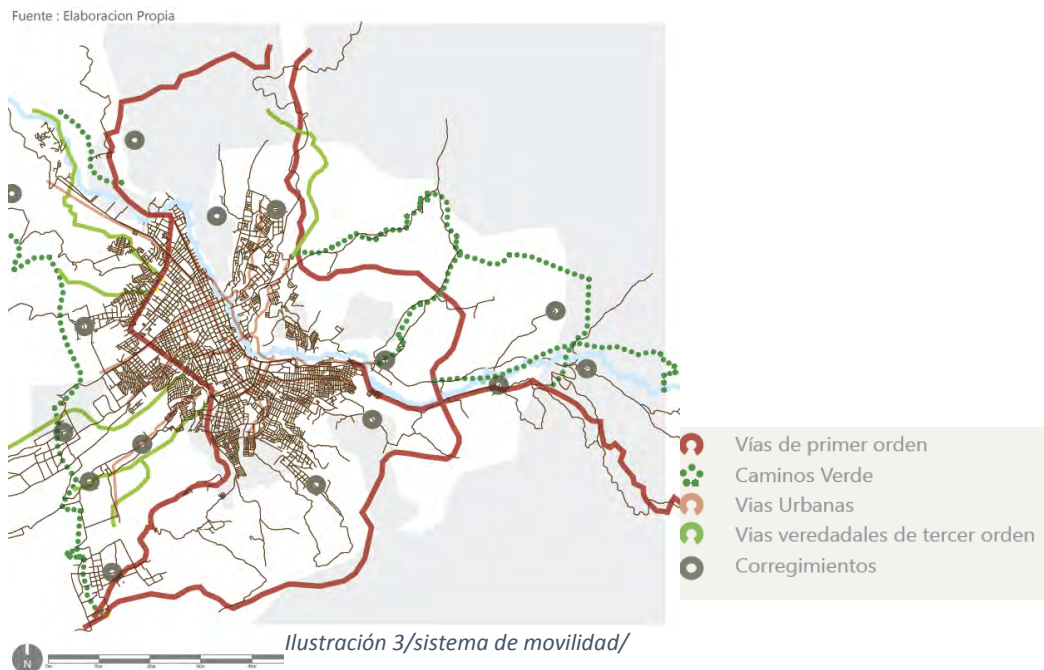 Fuente : Elaboracion Propia
Vías de primer orden
Caminos Verde
Vias Urbanas
Vias veredadales de tercer orden
Corregimientos
Ilustración 3/sistema de movilidad/
N